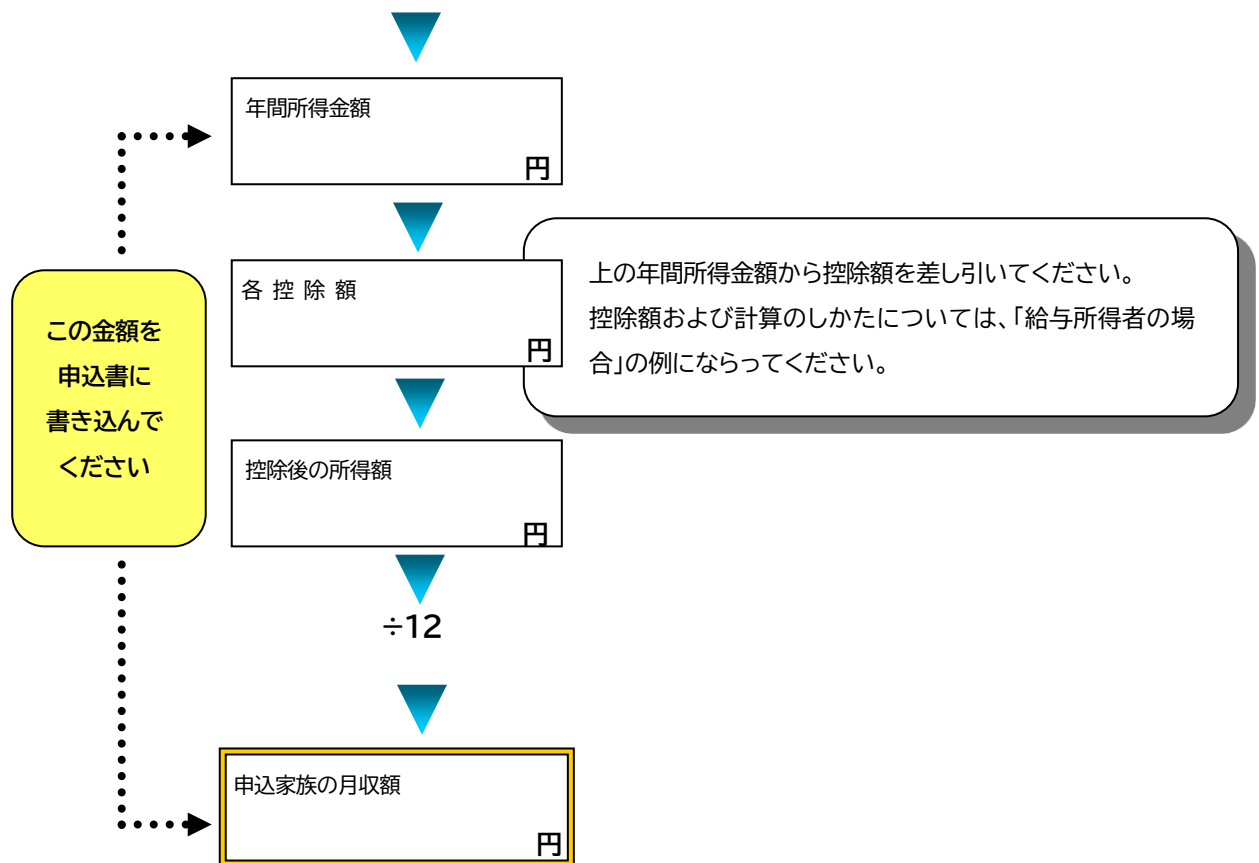 年間所得金額
円
各 控 除 額
円
上の年間所得金額から控除額を差し引いてください。
控除額および計算のしかたについては、「給与所得者の場
合」の例にならってください。
この金額を
申込書に
書き込んで
ください
控除後の所得額
円
÷12
申込家族の月収額
円